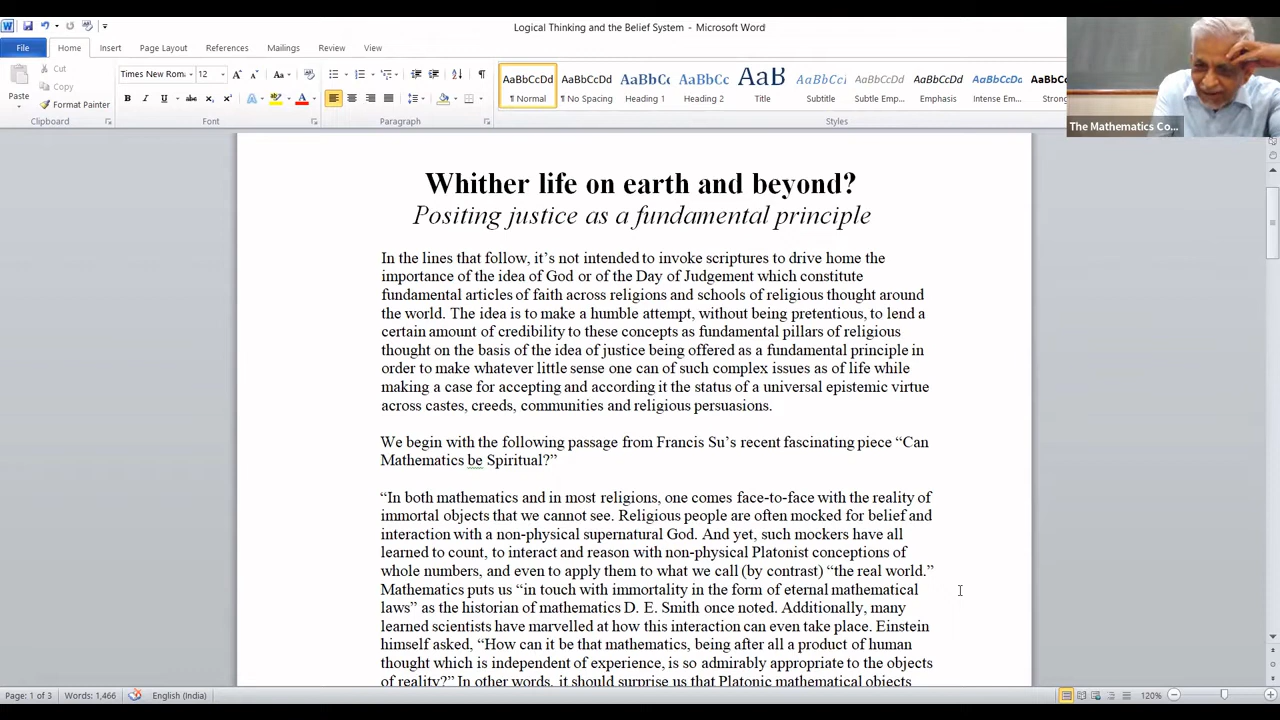 Logical Thinking and the Belief System - Microsoft Word
File Home Insert Page Layout References Mailings Review View
Cut
Copy
Paste
Format Painter
Times New Rom 12
AaBbCcDd AaBbCcDd AaBbCc AaBbCc AaB AaBbCcI AaBbCcDd AaBbCcDd AaBbCcDd AaBbCc
¶ Normal ¶ No Spacing Heading 1 Heading 2 Title Subtitle Subtle Emp... Emphasis Intense Em... Strong
Clipboard Font Paragraph Styles
The Mathematics Co...
Whither life on earth and beyond?
Positing justice as a fundamental principle
In the lines that follow, it’s not intended to invoke scriptures to drive home the
importance of the idea of God or of the Day of Judgement which constitute
fundamental articles of faith across religions and schools of religious thought around
the world. The idea is to make a humble attempt, without being pretentious, to lend a
certain amount of credibility to these concepts as fundamental pillars of religious
thought on the basis of the idea of justice being offered as a fundamental principle in
order to make whatever little sense one can of such complex issues as of life while
making a case for accepting and according it the status of a universal epistemic virtue
across castes, creeds, communities and religious persuasions.
We begin with the following passage from Francis Su’s recent fascinating piece “Can
Mathematics be Spiritual?”
“In both mathematics and in most religions, one comes face-to-face with the reality of
immortal objects that we cannot see. Religious people are often mocked for belief and
interaction with a non-physical supernatural God. And yet, such mockers have all
learned to count, to interact and reason with non-physical Platonist conceptions of
whole numbers, and even to apply them to what we call (by contrast) “the real world.”
Mathematics puts us “in touch with immortality in the form of eternal mathematical
laws” as the historian of mathematics D. E. Smith once noted. Additionally, many
learned scientists have marvelled at how this interaction can even take place. Einstein
himself asked, “How can it be that mathematics, being after all a product of human
thought which is independent of experience, is so admirably appropriate to the objects
of reality?” In other words, it should surprise us that Platonic mathematical objects
Page: 1 of 3 Words: 1,466 English (India) 120%